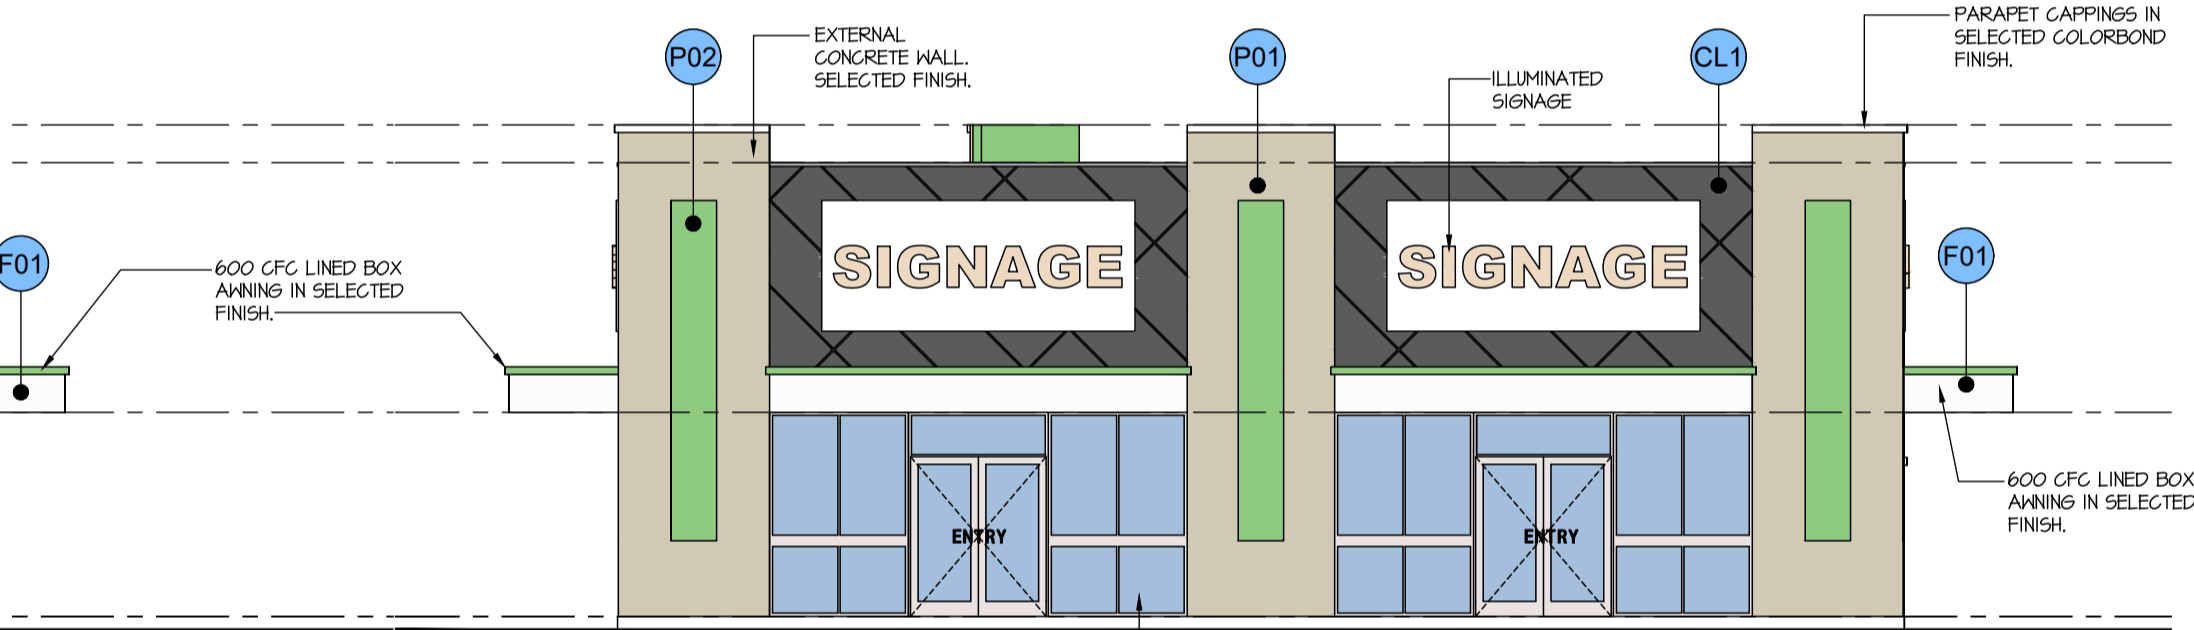 PARAPET CAPPINGS IN
SELECTED COLORBOND
FINISH.
EXTERNAL
CONCRETE WALL.
SELECTED FINISH.
P02
P01
CL1
ILLUMINATED
SIGNAGE
F01
600 CFC LINED BOX
AWNING IN SELECTED
FINISH.
SIGNAGE
SIGNAGE
F01
600 CFC LINED BOX
AWNING IN SELECTED
FINISH.
ENTRY
ENTRY